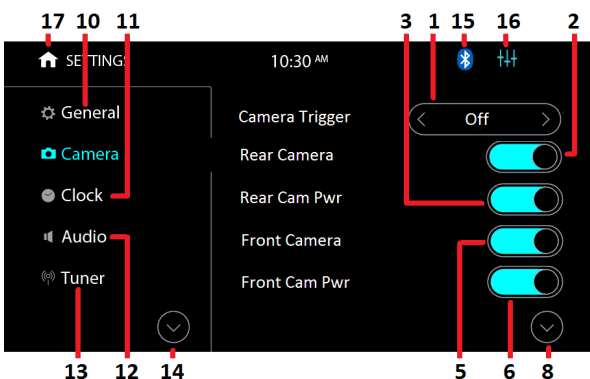 17 10 11 3 1 15 16 2
SETTINGS 10:30 AM
General
Camera Trigger Off
Camera
Rear Camera
Clock
Rear Cam Pwr
Audio
Front Camera
Tuner
Front Cam Pwr
13 12 14 5 6 8